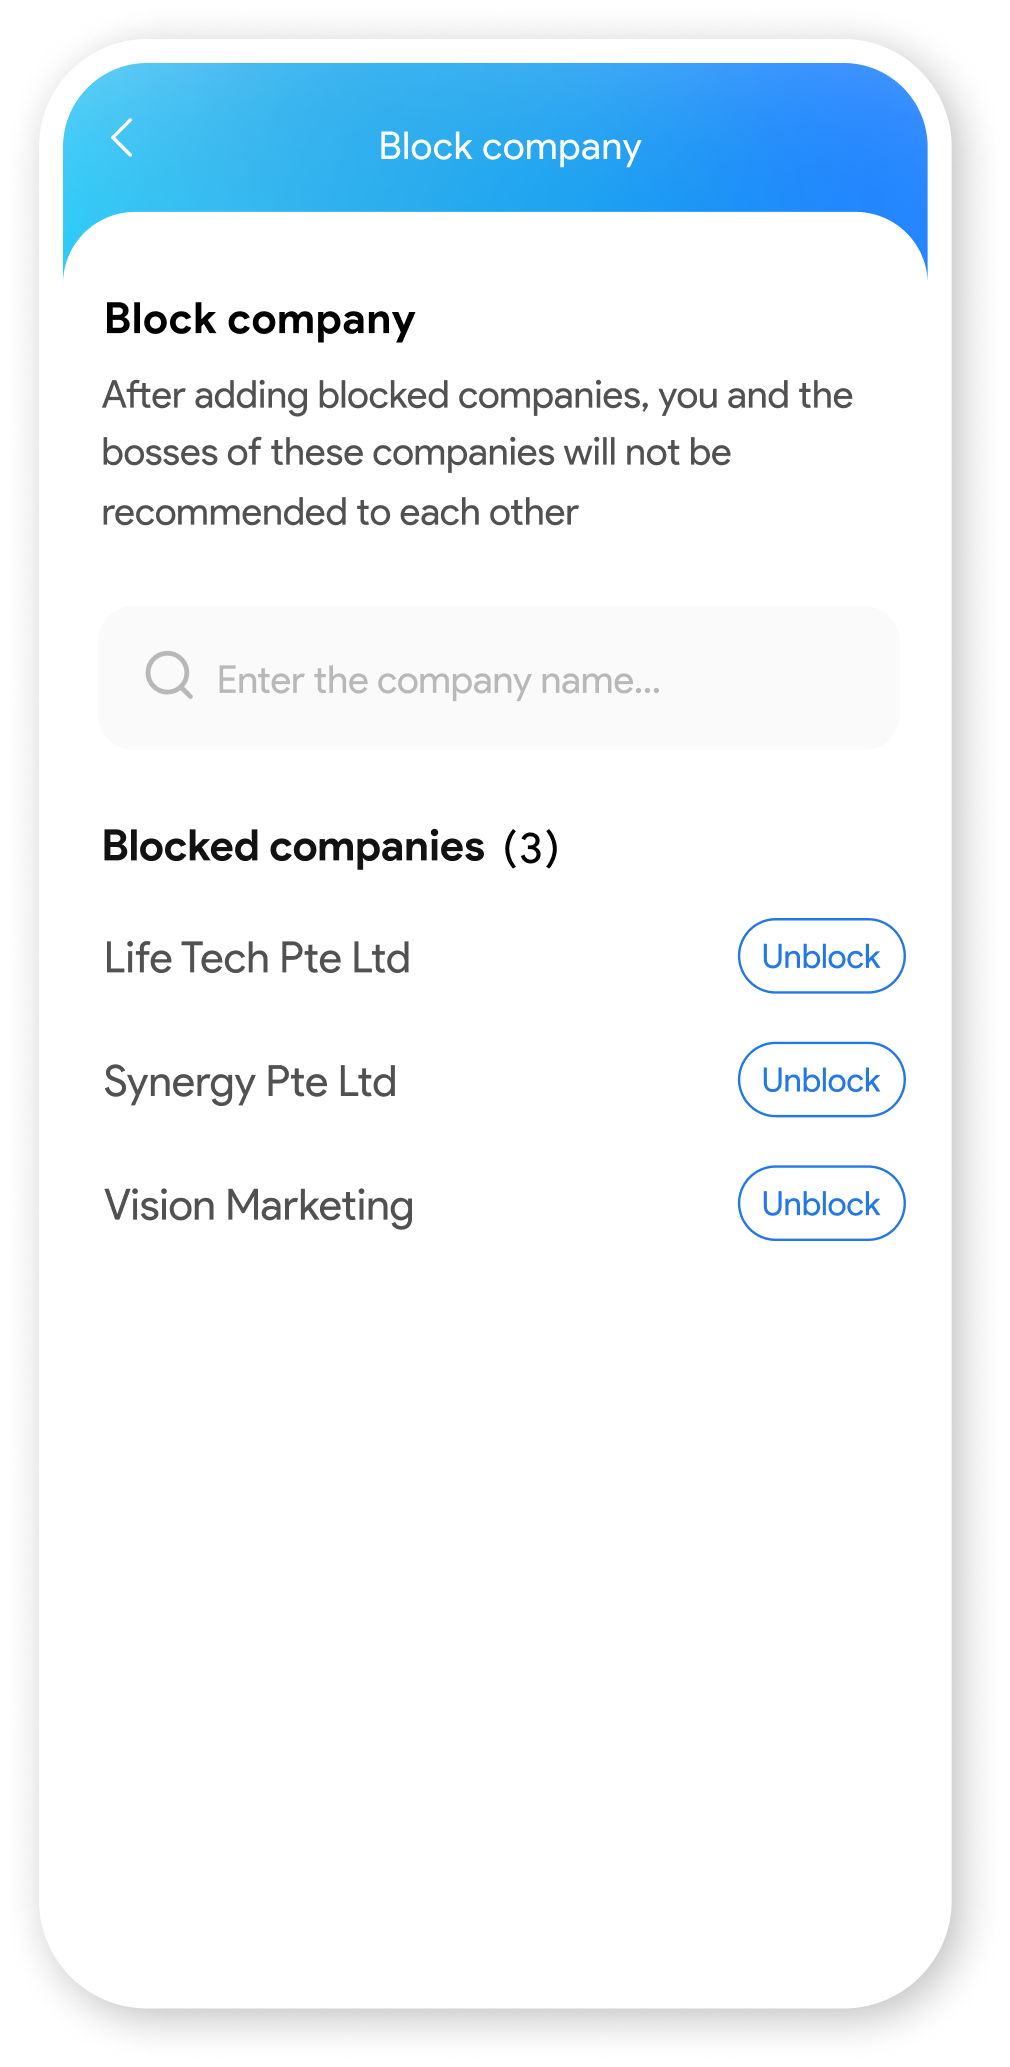 Block company
Block company
After adding blocked companies, you and the
bosses of these companies will not be
recommended to each other
Enter the company name...
Blocked companies (3)
Life Tech Pte Ltd
Unblock
Synergy Pte Ltd
Unblock
Vision Marketing
Unblock